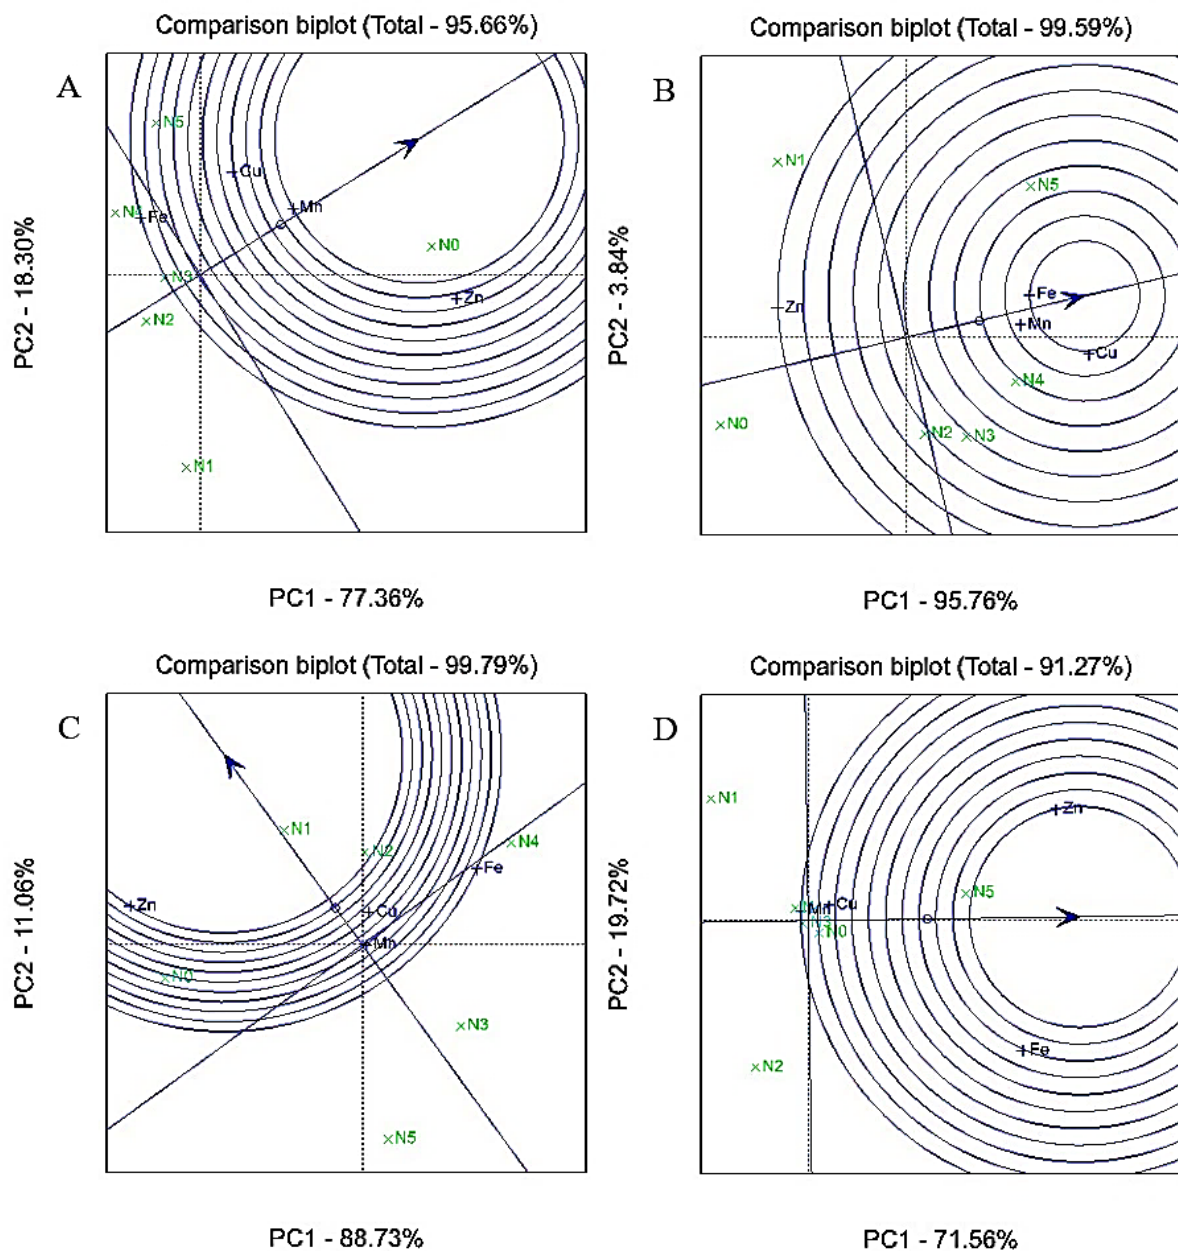 Comparison biplot (Total - 95.66%)
A
N5
Cu
N4
Fe
Mn
N0
N3
Zn
N2
N1
PC2 - 18.30%
PC1 - 77.36%
Comparison biplot (Total - 99.59%)
B
N1
N5
Zn
Fe
Mn
Cu
N4
N0
N2
N3
PC2 - 3.84%
PC1 - 95.76%
Comparison biplot (Total - 99.79%)
C
N1
N2
N4
Fe
Zn
Cu
Mn
N0
N3
N5
PC2 - 11.06%
PC1 - 88.73%
Comparison biplot (Total - 91.27%)
D
N1
Zn
N5
Mn
Cu
N0
Fe
N2
PC2 - 19.72%
PC1 - 71.56%